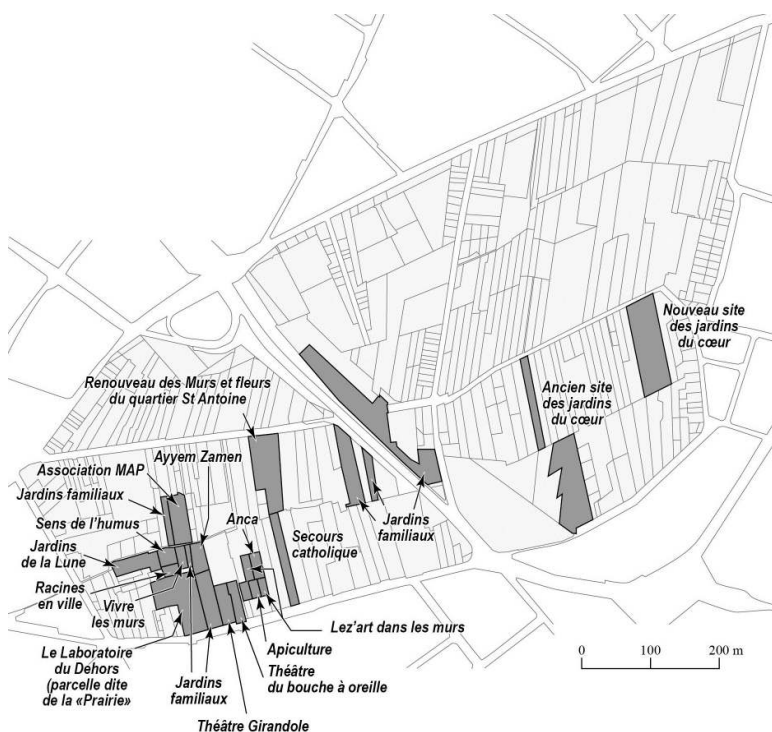 Nouveau site
des jardins
du cœur
Renouveau des Murs et fleurs
du quartier St Antoine
Ancien site
des jardins
du cœur
Association MAP
Ayyem Zamen
Jardins familiaux
Sens de l'humus
Anca
Jardins
de la Lune
Secours
catholique
Jardins
familiaux
Racines
en ville
Vivre
les murs
Lez'art dans les murs
Le Laboratoire
du Dehors
(parcelle dite
de la «Prairie»
Apiculture
Jardins
familiaux
Théâtre
du bouche à oreille
Théâtre Girandole
0 100 200 m